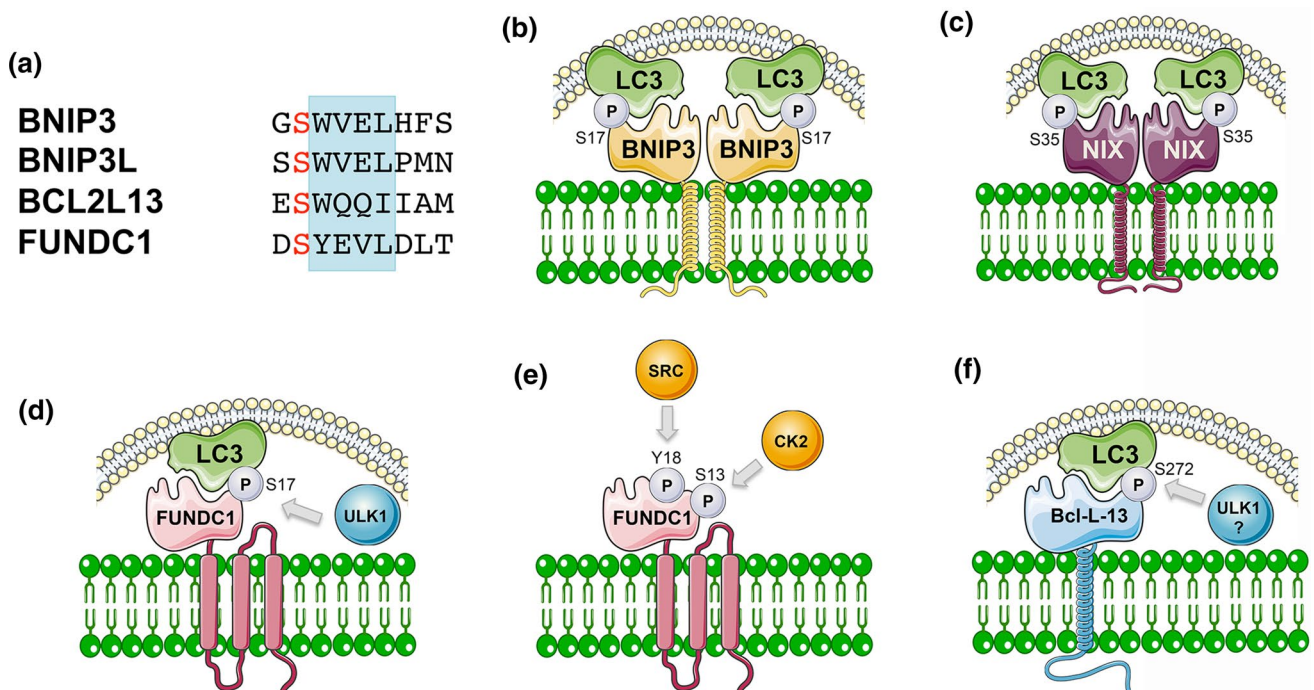 (a)
BNIP3 GSWVELHFS
BNIP3L SSWVELPMN
BCL2L13 ESWQQIIAM
FUNDC1 DSYEVLDLT
(b)
LC3 LC3
P P
S17 S17
BNIP3 BNIP3
(c)
LC3 LC3
P P
S35 S35
NIX NIX
(d)
LC3
P S17
FUNDC1 ULK1
(e)
SRC
CK2
Y18 S13
P P
FUNDC1
(f)
LC3
S272
P
Bcl-L-13 ULK1
?